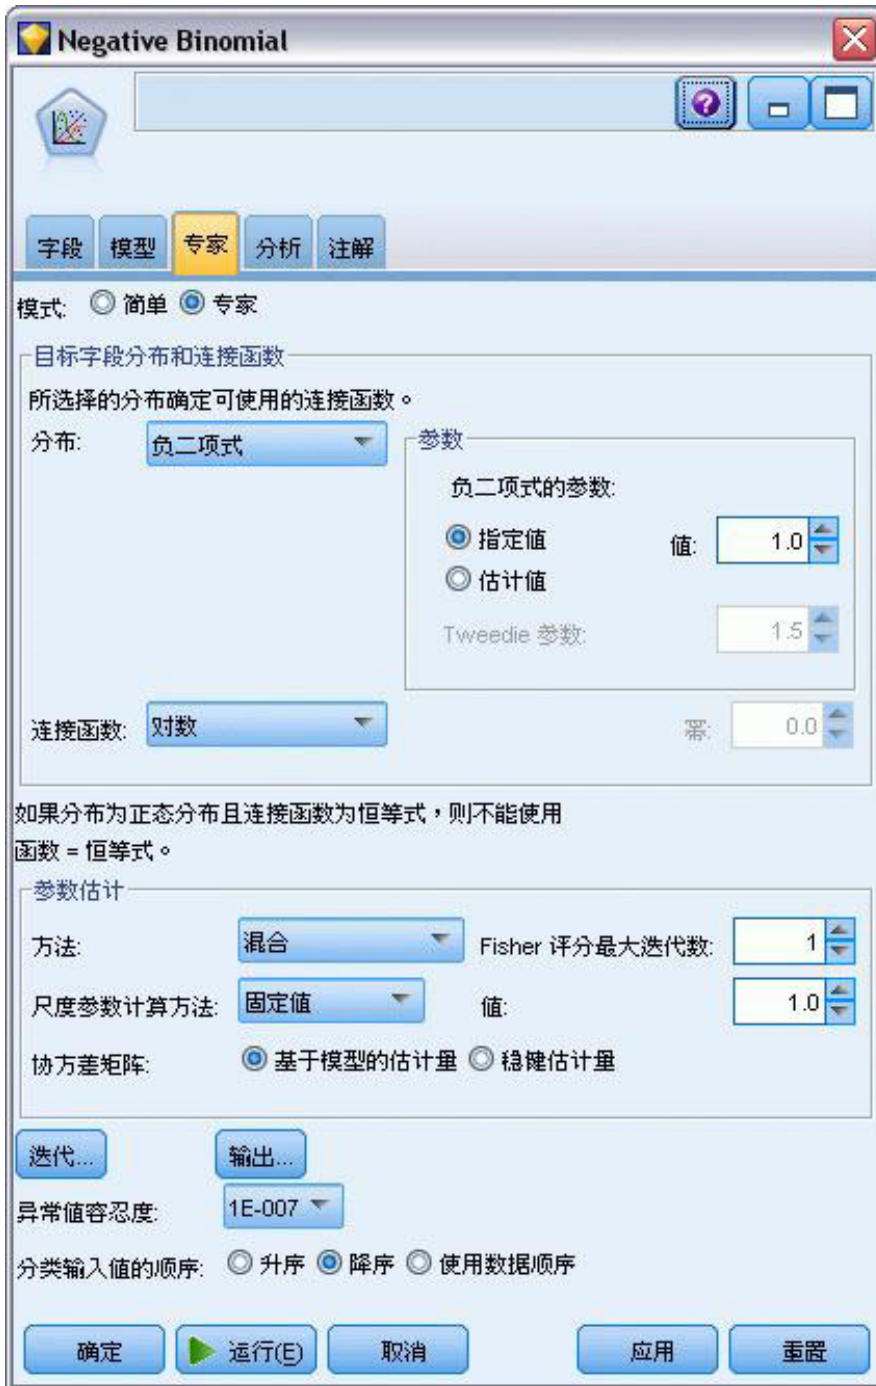 Negative Binomial
字段 模型 专家 分析 注解
模式: 简单 专家
目标字段分布和连接函数
所选择的分布确定可使用的连接函数。
分布: 负二项式
参数
负二项式的参数:
指定值 值: 1.0
估计值
Tweedie 参数: 1.5
连接函数: 对数 幂: 0.0
如果分布为正态分布且连接函数为恒等式，则不能使用
函数 = 恒等式。
参数估计
方法: 混合 Fisher 评分最大迭代数: 1
尺度参数计算方法: 固定值 值: 1.0
协方差矩阵: 基于模型的估计量 稳健估计量
迭代... 输出...
异常值容忍度: 1E-007
分类输入值的顺序: 升序 降序 使用数据顺序
确定 运行(E) 取消 应用 重置